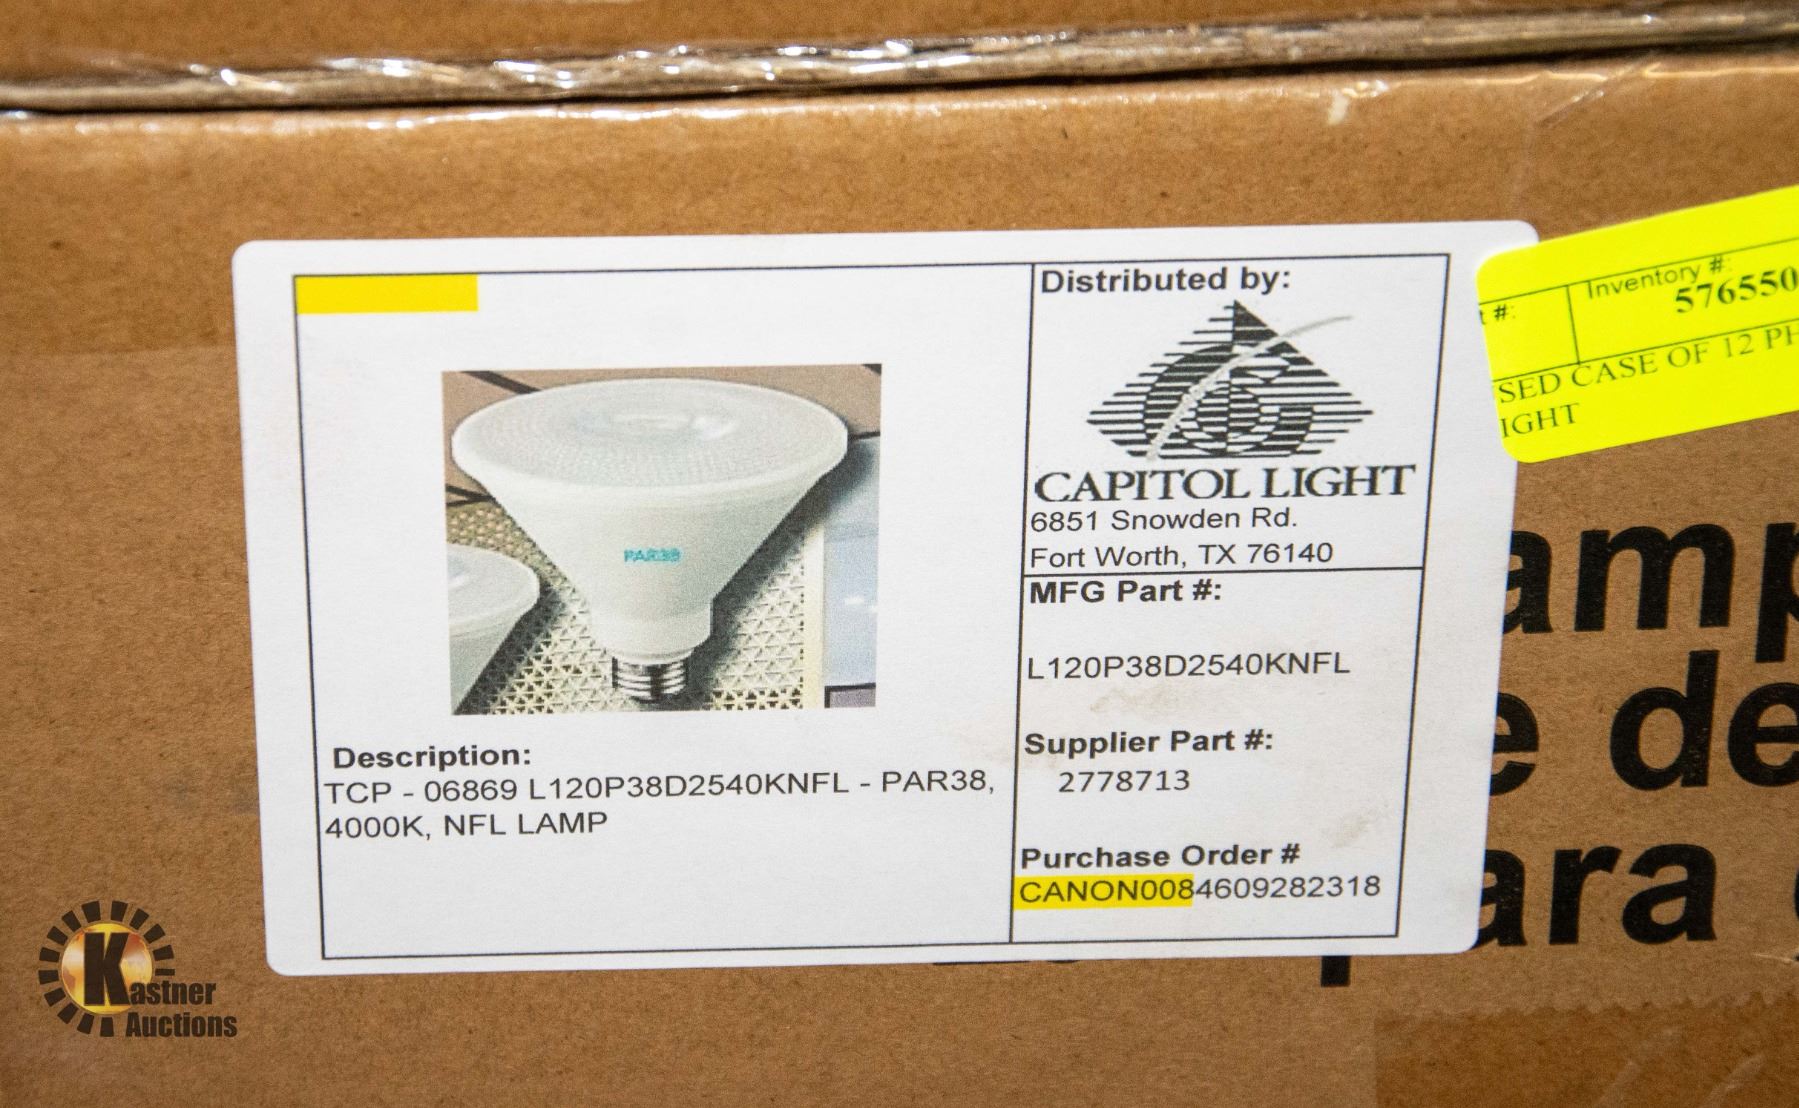 Distributed by:
CAPITOL LIGHT
6851 Snowden Rd.
Fort Worth, TX 76140
MFG Part #:
L120P38D2540KNFL
Supplier Part #:
2778713
Purchase Order #
CANON0084609282318
PAR38
Description:
TCP - 06869 L120P38D2540KNFL - PAR38,
4000K, NFL LAMP
t #:
Inventory #:
576550
SED CASE OF 12 PH
IGHT
amp
e de
ara
Kastner
Auctions